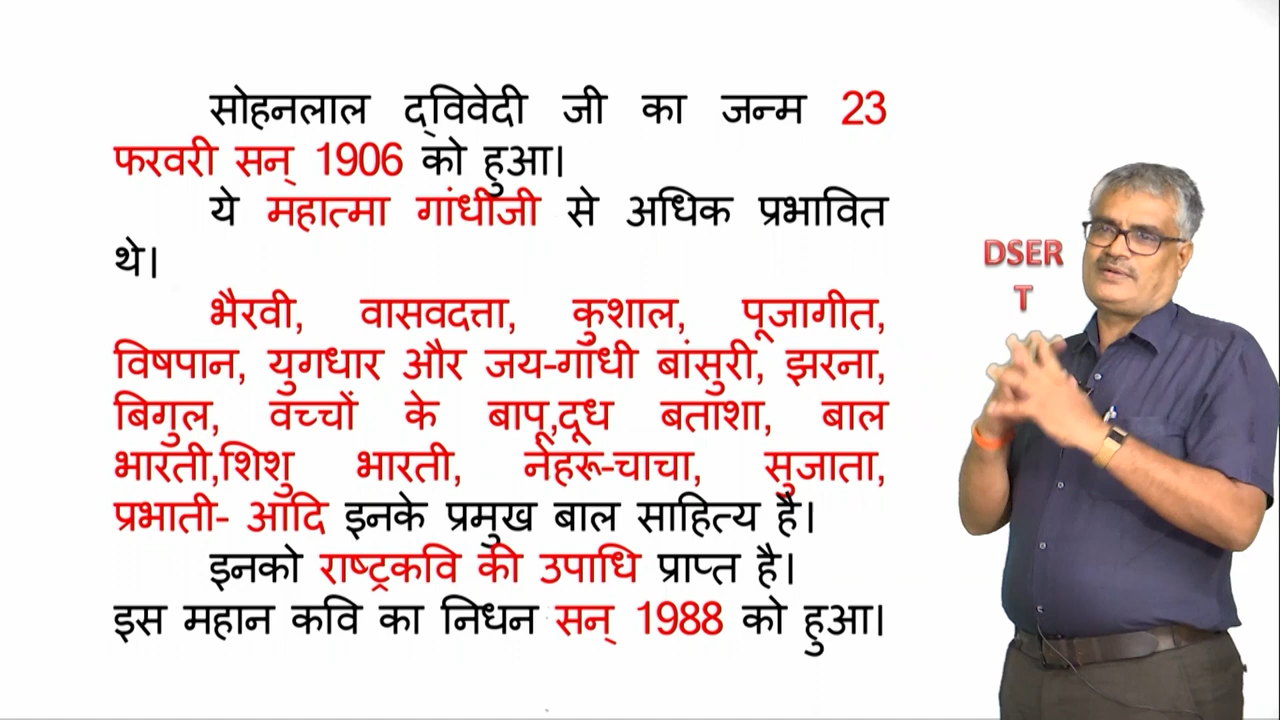 सोहनलाल द्‌विवेदी जी का जन्म 23
फरवरी सन् 1906 को हुआ।
ये महात्मा गांधीजी से अधिक प्रभावित
थे।
भैरवी, वासवदत्ता, कुशाल, पूजागीत,
विषपान, युगधार और जय-गांधी बांसुरी, झरना,
बिगुल, वच्चों के बापू,दूध बताशा, बाल
भारती,शिशु भारती, नेहरू-चाचा, सुजाता,
प्रभाती- आदि इनके प्रमुख बाल साहित्य है।
इनको राष्ट्रकवि की उपाधि प्राप्त है।
इस महान कवि का निधन सन् 1988 को हुआ।
DSER
T